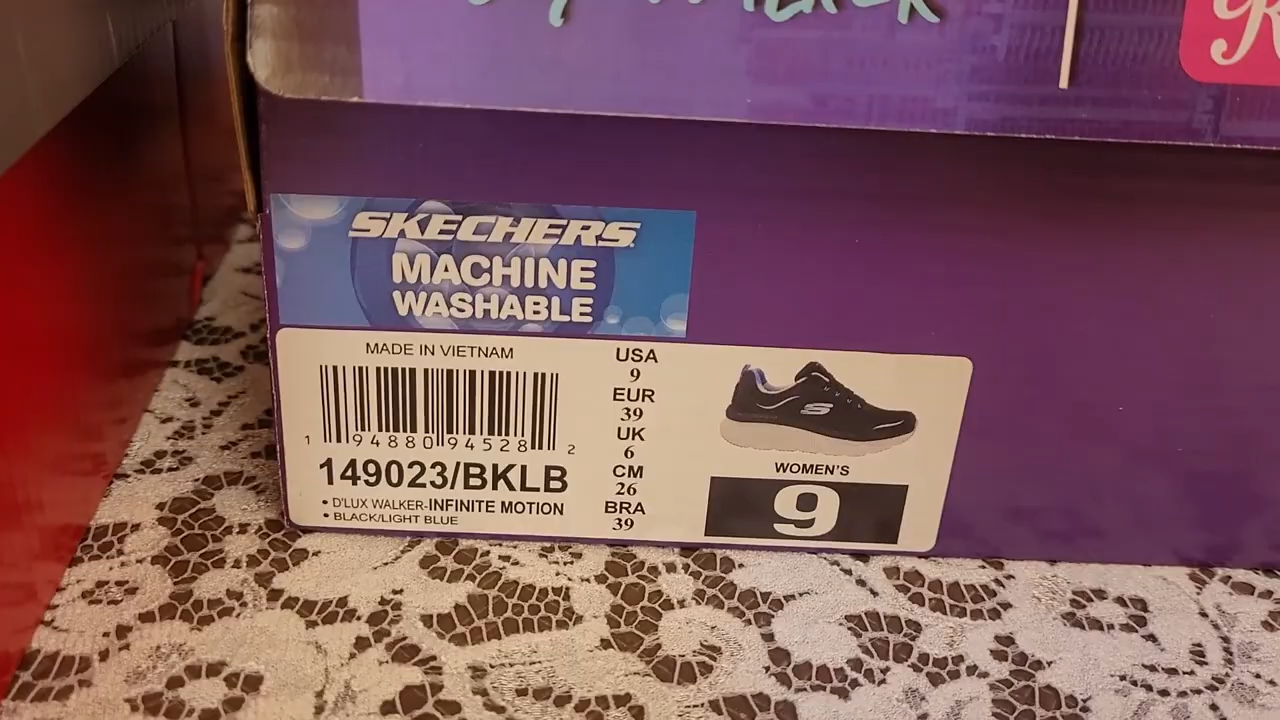 SKECHERS
MACHINE
WASHABLE
MADE IN VIETNAM
1 94880 94528 2
149023/BKLB
• D'LUX WALKER-INFINITE MOTION
• BLACK/LIGHT BLUE
USA
9
EUR
39
UK
6
CM
26
BRA
39
S
WOMEN'S
9